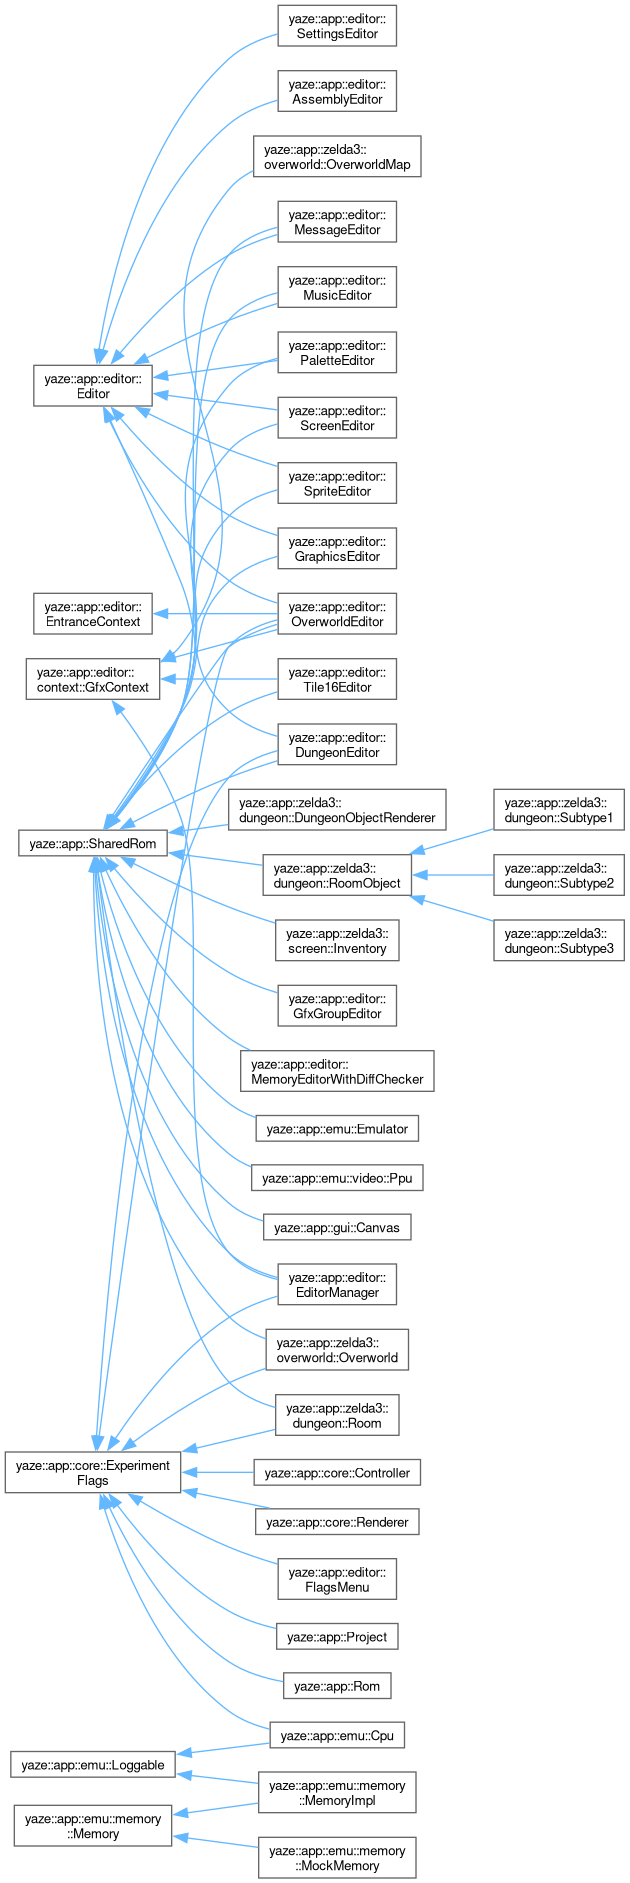 yaze::app::editor::
SettingsEditor
yaze::app::editor::
AssemblyEditor
yaze::app::zelda3::
overworld::OverworldMap
yaze::app::editor::
MessageEditor
yaze::app::editor::
MusicEditor
yaze::app::editor::
PaletteEditor
yaze::app::editor::
Editor
yaze::app::editor::
ScreenEditor
yaze::app::editor::
SpriteEditor
yaze::app::editor::
GraphicsEditor
yaze::app::editor::
EntranceContext
yaze::app::editor::
OverworldEditor
yaze::app::editor::
context::GfxContext
yaze::app::editor::
Tile16Editor
yaze::app::editor::
DungeonEditor
yaze::app::zelda3::
dungeon::DungeonObjectRenderer
yaze::app::zelda3::
dungeon::Subtype1
yaze::app::SharedRom
yaze::app::zelda3::
dungeon::RoomObject
yaze::app::zelda3::
dungeon::Subtype2
yaze::app::zelda3::
screen::Inventory
yaze::app::zelda3::
dungeon::Subtype3
yaze::app::editor::
GfxGroupEditor
yaze::app::editor::
MemoryEditorWithDiffChecker
yaze::app::emu::Emulator
yaze::app::emu::video::Ppu
yaze::app::gui::Canvas
yaze::app::editor::
EditorManager
yaze::app::zelda3::
overworld::Overworld
yaze::app::zelda3::
dungeon::Room
yaze::app::core::Experiment
Flags
yaze::app::core::Controller
yaze::app::core::Renderer
yaze::app::editor::
FlagsMenu
yaze::app::Project
yaze::app::Rom
yaze::app::emu::Cpu
yaze::app::emu::Loggable
yaze::app::emu::memory
::MemoryImpl
yaze::app::emu::memory
::Memory
yaze::app::emu::memory
::MockMemory